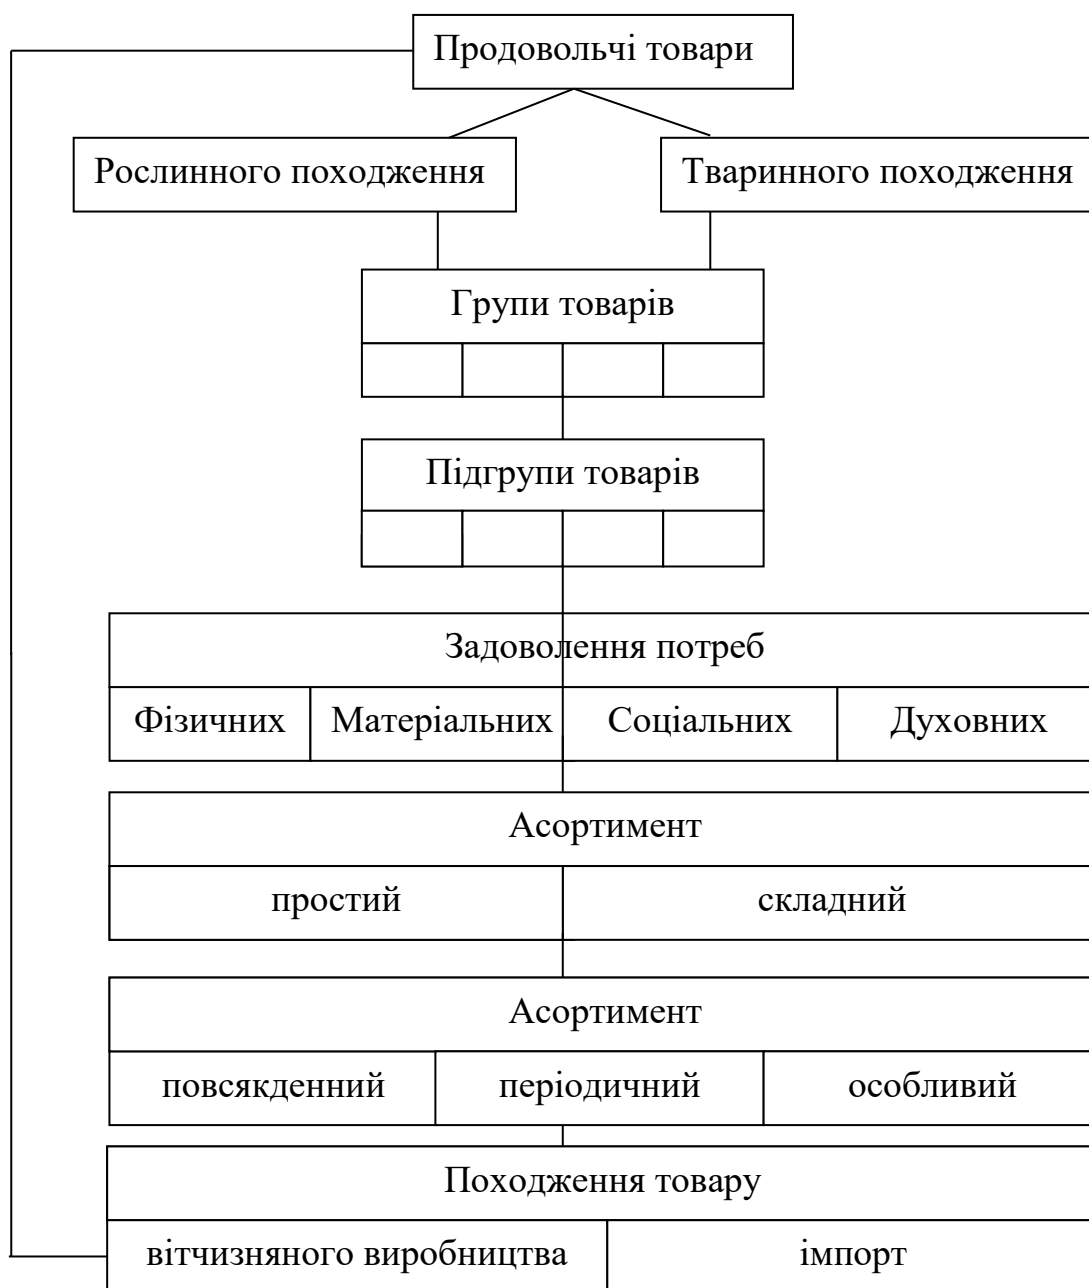 Продовольчі товари
Рослинного походження
Тваринного походження
Групи товарів
Підгрупи товарів
Задоволення потреб
Фізичних Матеріальних Соціальних Духовних
Асортимент
простий складний
Асортимент
повсякденний періодичний особливий
Походження товару
вітчизняного виробництва імпорт